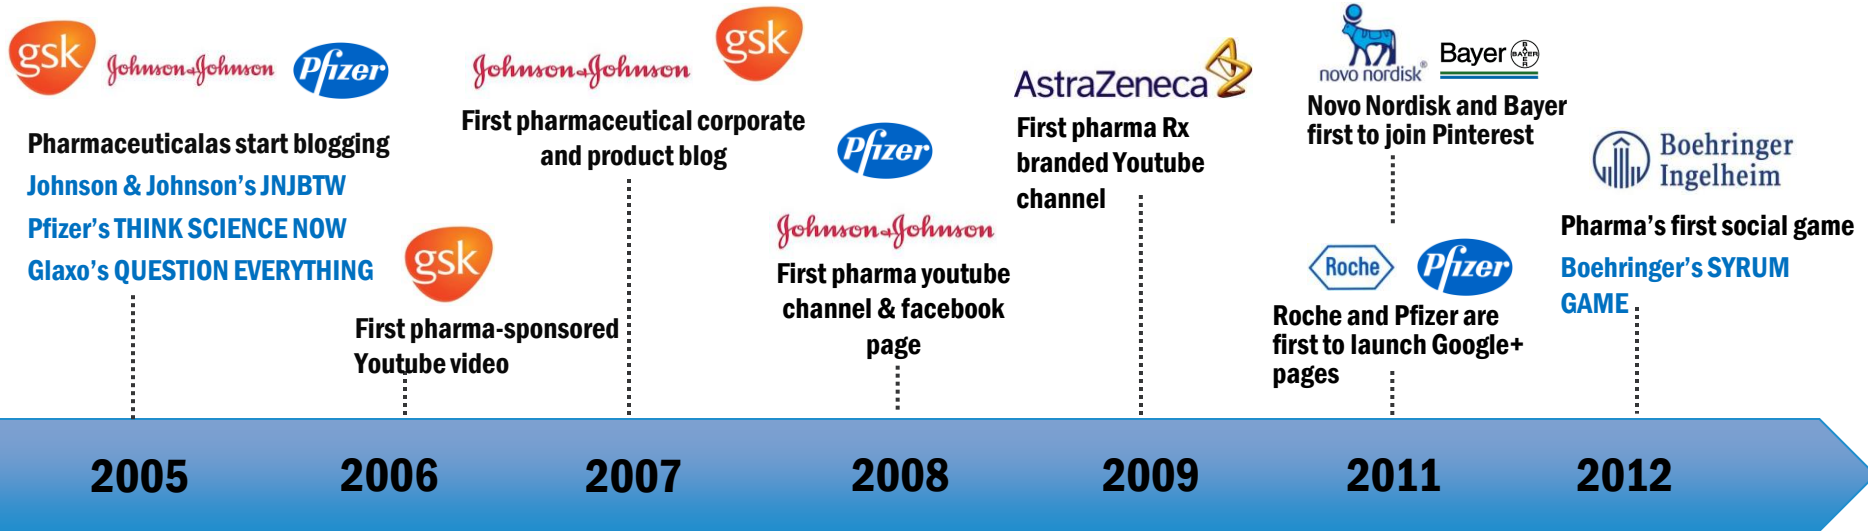 gsk
Johnson & Johnson
Pfizer
Pharmaceuticalas start blogging
Johnson & Johnson’s JNJBTW
Pfizer’s THINK SCIENCE NOW
Glaxo’s QUESTION EVERYTHING
gsk
First pharma-sponsored
Youtube video
Johnson & Johnson
gsk
First pharmaceutical corporate
and product blog
Pfizer
Johnson & Johnson
First pharma youtube
channel & facebook
page
AstraZeneca
First pharma Rx
branded Youtube
channel
novo nordisk®
Bayer
BAYER
BAYER
Novo Nordisk and Bayer
first to join Pinterest
Roche
Pfizer
Roche and Pfizer are
first to launch Google+
pages
Boehringer
Ingelheim
Pharma’s first social game
Boehringer’s SYRUM
GAME
2005
2006
2007
2008
2009
2011
2012